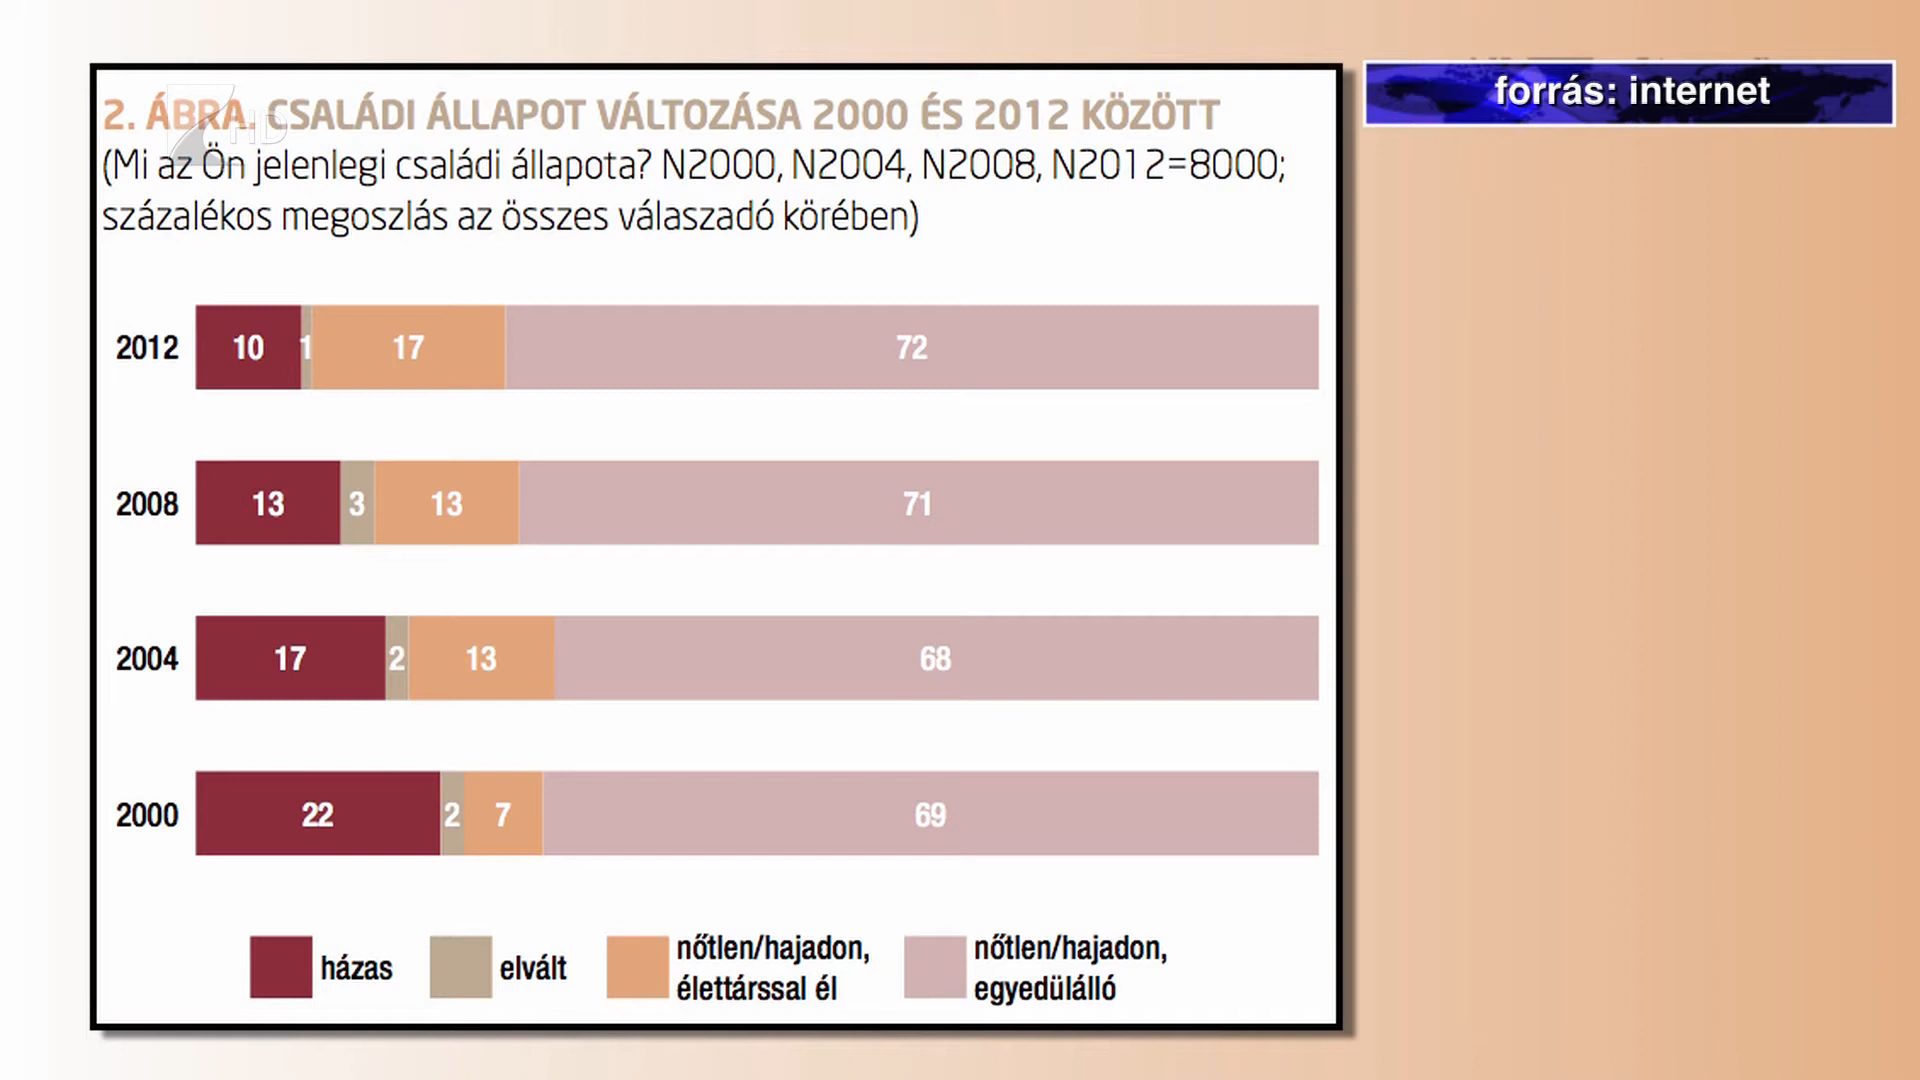 forrás: internet
2. ÁBRA. CSALÁDI ÁLLAPOT VÁLTOZÁSA 2000 ÉS 2012 KÖZÖTT
HD
(Mi az Ön jelenlegi családi állapota? N2000, N2004, N2008, N2012=8000;
százalékos megoszlás az összes válaszadó körében)
2012 10 1 17 72
2008 13 3 13 71
2004 17 2 13 68
2000 22 2 7 69
házas
elvált
nőtlen/hajadon,
élettárssal él
nőtlen/hajadon,
egyedülálló